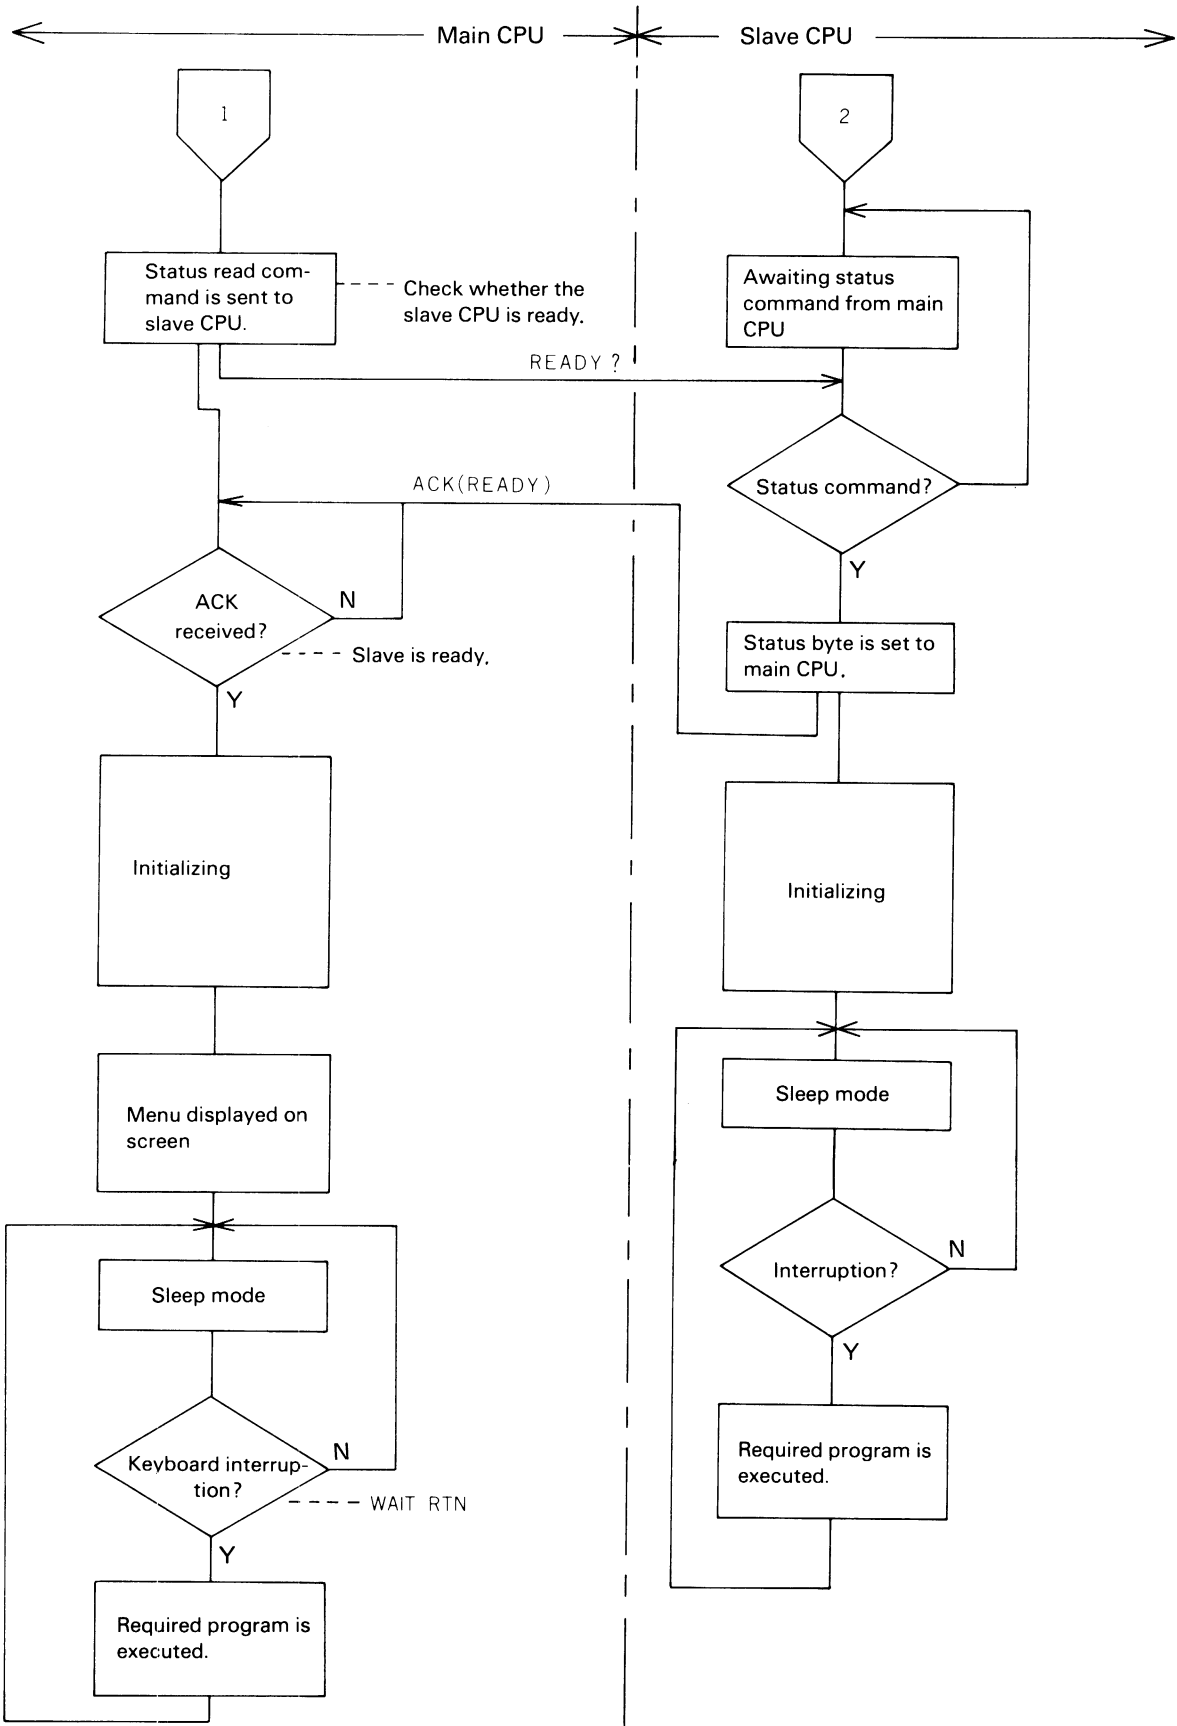 Main CPU
Slave CPU
1
2
Status read com-
mand is sent to
slave CPU.
Check whether the
slave CPU is ready.
Awaiting status
command from main
CPU
READY ?
Status command?
ACK(READY)
Y
ACK
received?
N
Slave is ready.
Y
Status byte is set to
main CPU.
Initializing
Initializing
Menu displayed on
screen
Sleep mode
Interruption?
N
Y
Sleep mode
Keyboard interrup-
tion?
N
WAIT RTN
Y
Required program is
executed.
Required program is
executed.